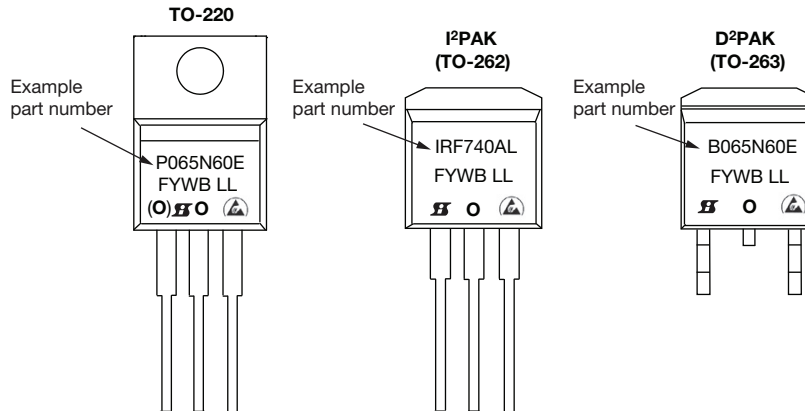 TO-220
Example
part number
P065N60E
FYWB LL
(O) O
I²PAK
(TO-262)
Example
part number
IRF740AL
FYWB LL
O
D²PAK
(TO-263)
Example
part number
B065N60E
FYWB LL
O